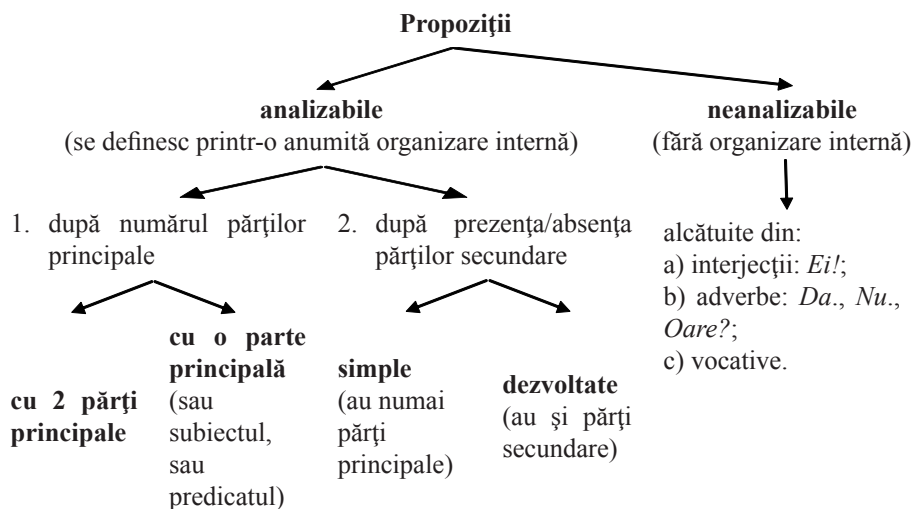 Propoziţii
analizabile
(se definesc printr-o anumită organizare internă)
neanalizabile
(fără organizare internă)
1. după numărul părţilor
principale
2. după prezenţa/absenţa
părţilor secundare
alcătuite din:
a) interjecţii: Ei!;
b) adverbe: Da., Nu.,
Oare?;
c) vocative.
cu 2 părţi
principale
cu o parte
principală
(sau
subiectul,
sau
predicatul)
simple
(au numai
părţi
principale)
dezvoltate
(au şi părţi
secundare)